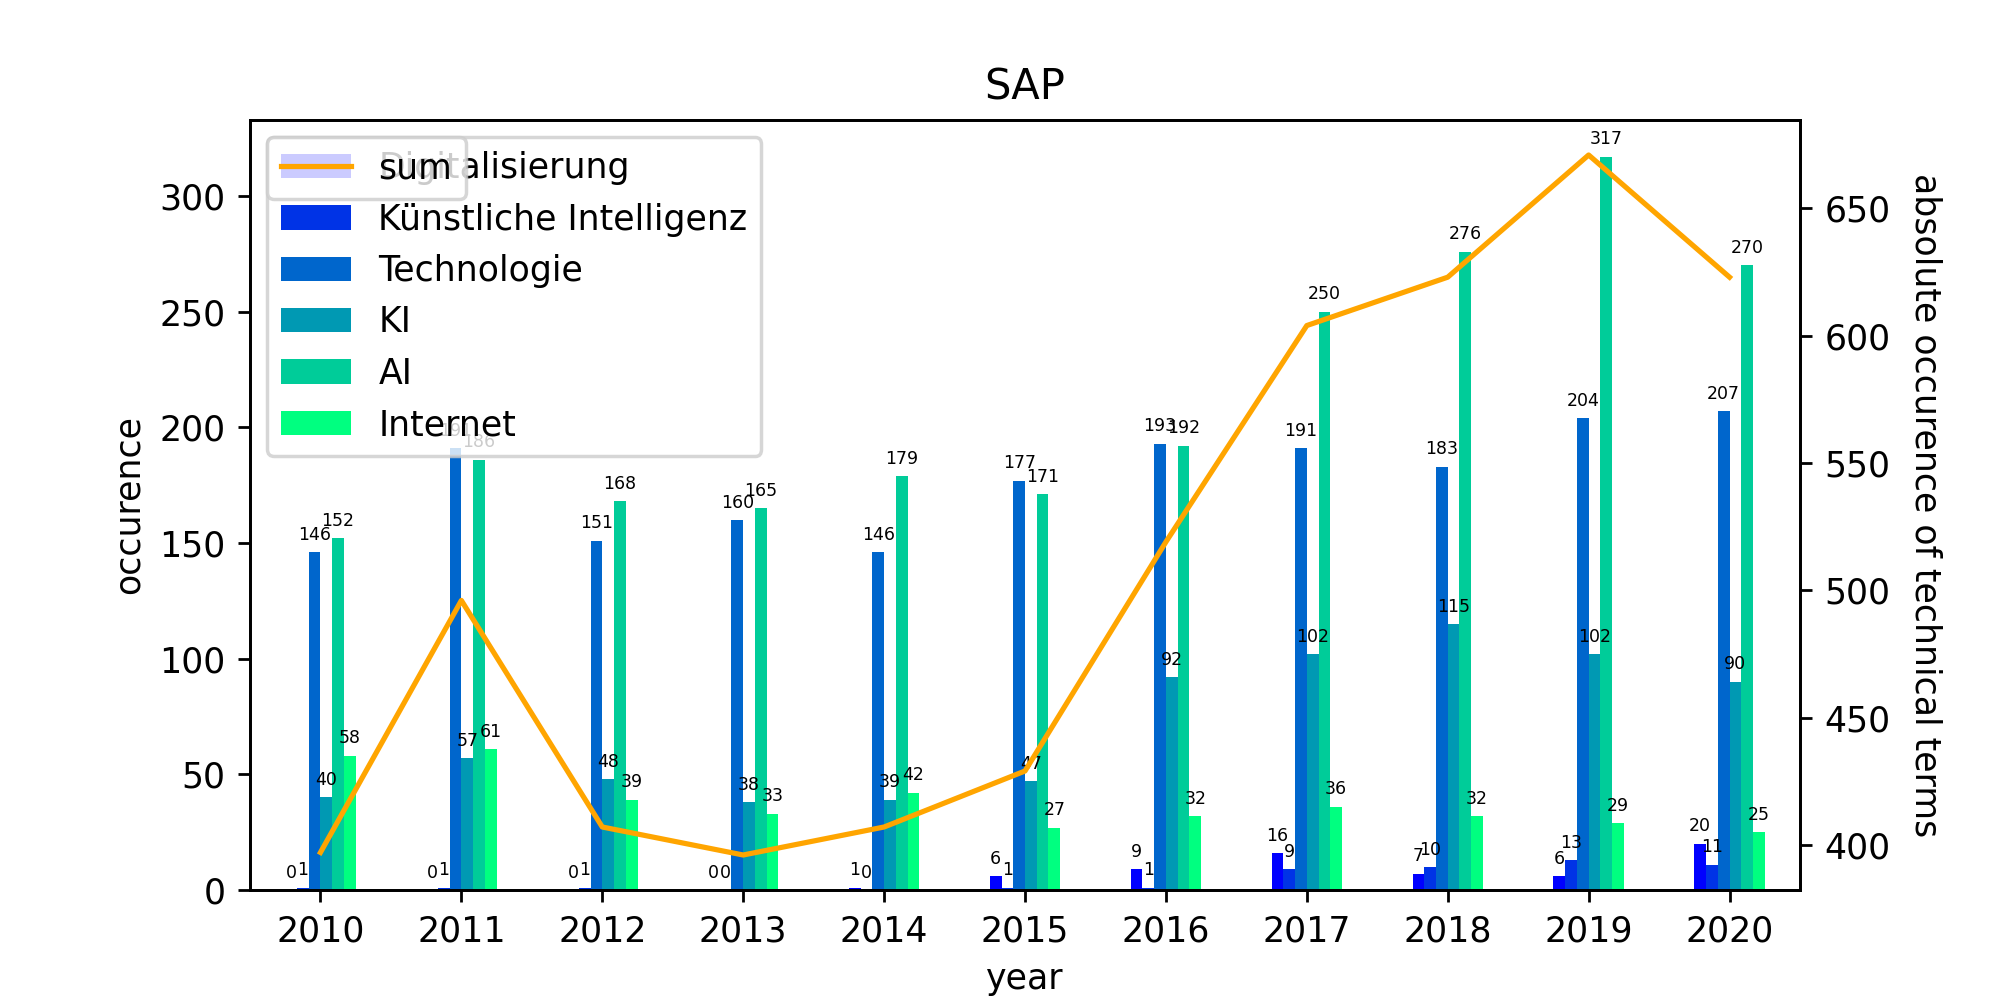 SAP
sum
Digitalisierung
Künstliche Intelligenz
Technologie
KI
AI
Internet
occurence
0
50
100
150
200
250
300
absolute occurence of technical terms
400
450
500
550
600
650
0 1 146 40 152 58
0 1 191 57 186 61
0 1 151 48 168 39
0 0 160 38 165 33
1 0 146 39 179 42
6 1 177 47 171 27
9 1 193 92 192 32
16 9 191 102 250 36
7 10 183 115 276 32
6 13 204 102 317 29
20 11 207 90 270 25
2010 2011 2012 2013 2014 2015 2016 2017 2018 2019 2020
year